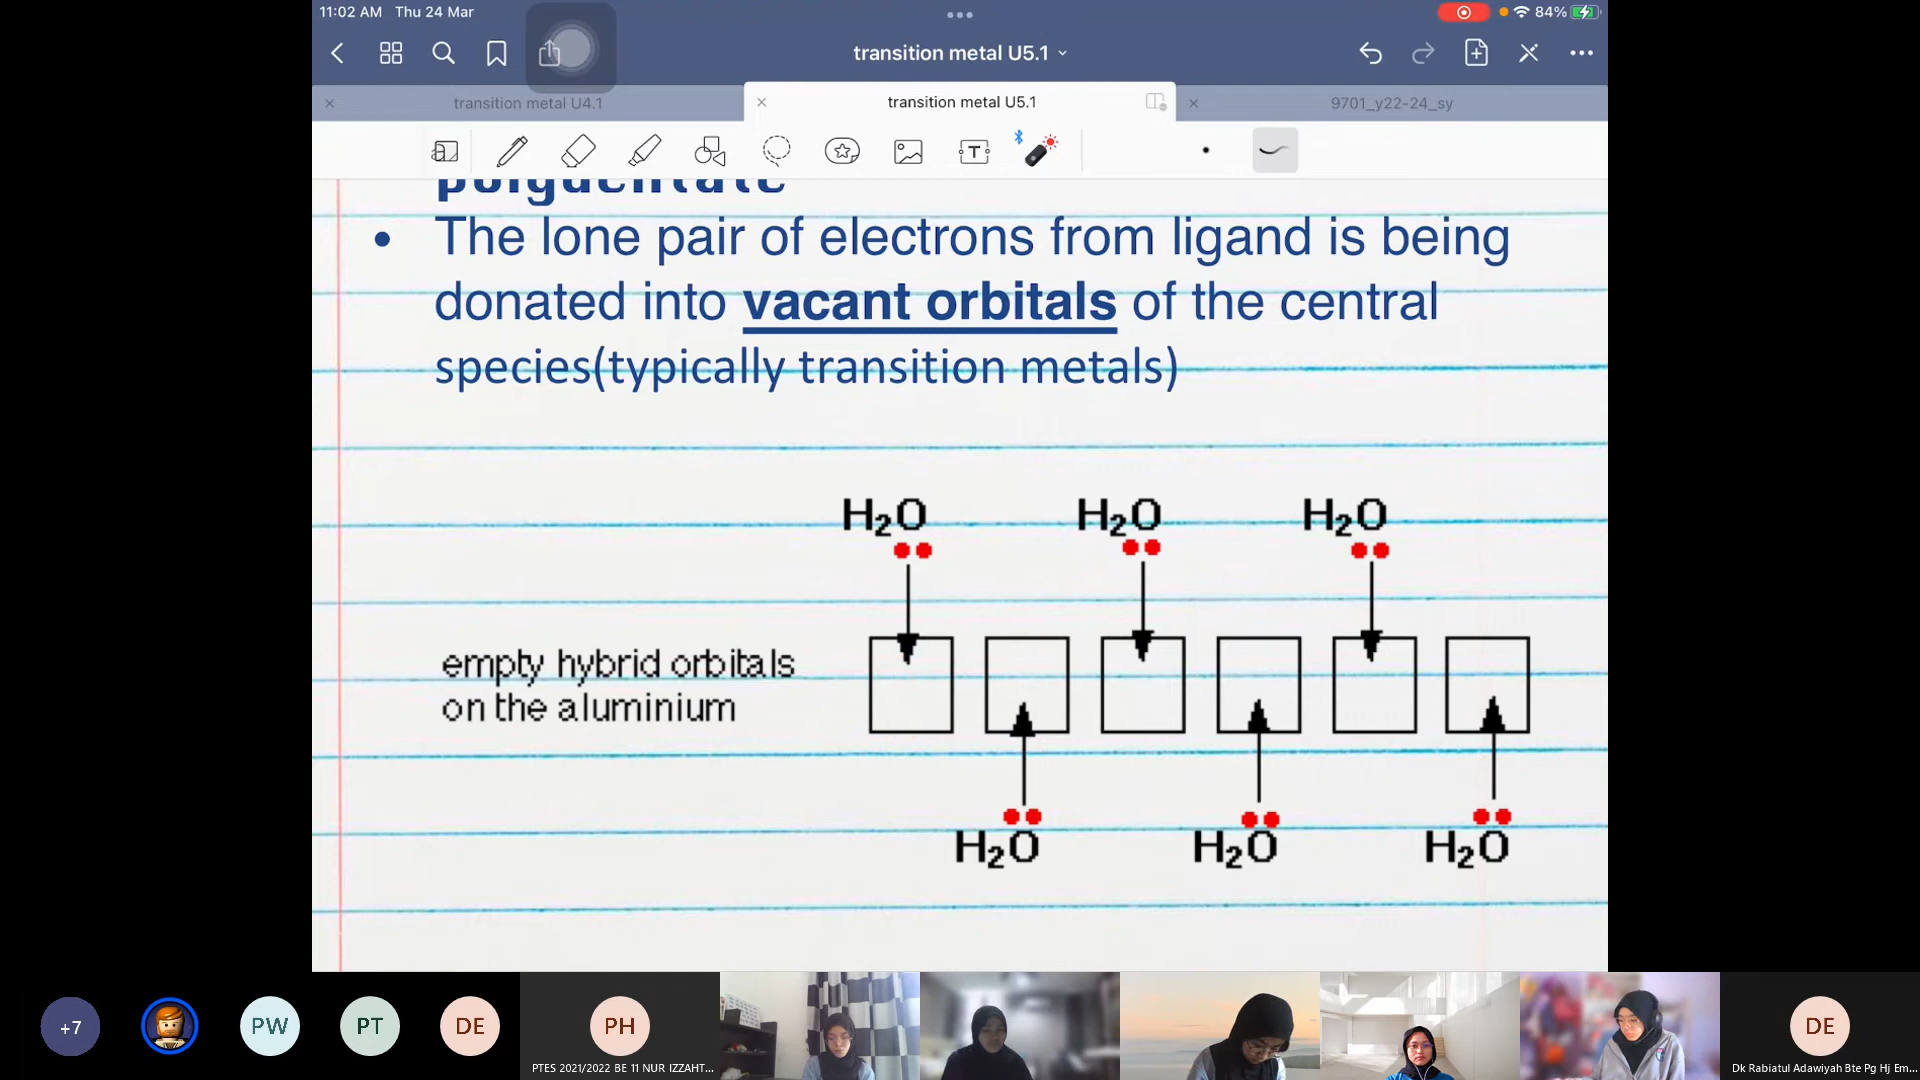 11:02 AM Thu 24 Mar
84%
transition metal U5.1
transition metal U4.1
transition metal U5.1
9701_y22-24_sy
polydentate
• The lone pair of electrons from ligand is being
donated into vacant orbitals of the central
species(typically transition metals)
H₂O H₂O H₂O
empty hybrid orbitals
on the aluminium
H₂O H₂O H₂O
+7
PW
PT
DE
PH
PTES 2021/2022 BE 11 NUR IZZAHT...
DE
Dk Rabiatul Adawiyah Bte Pg Hj Em...